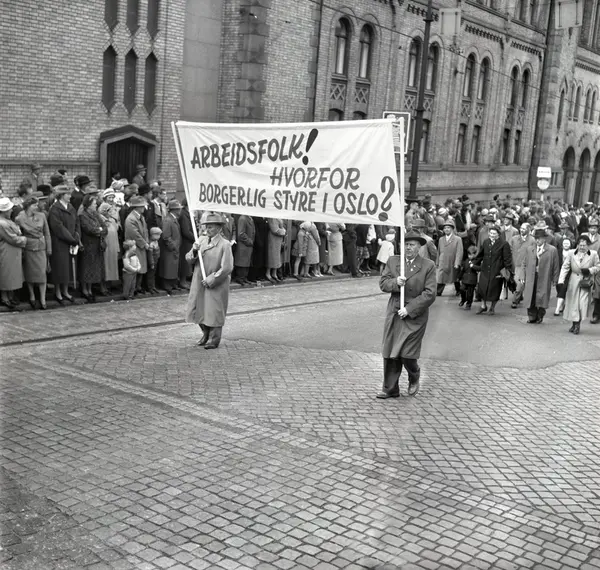 ARBEIDSFOLK!
HVORFOR
BORGERLIG STYRE I OSLO?